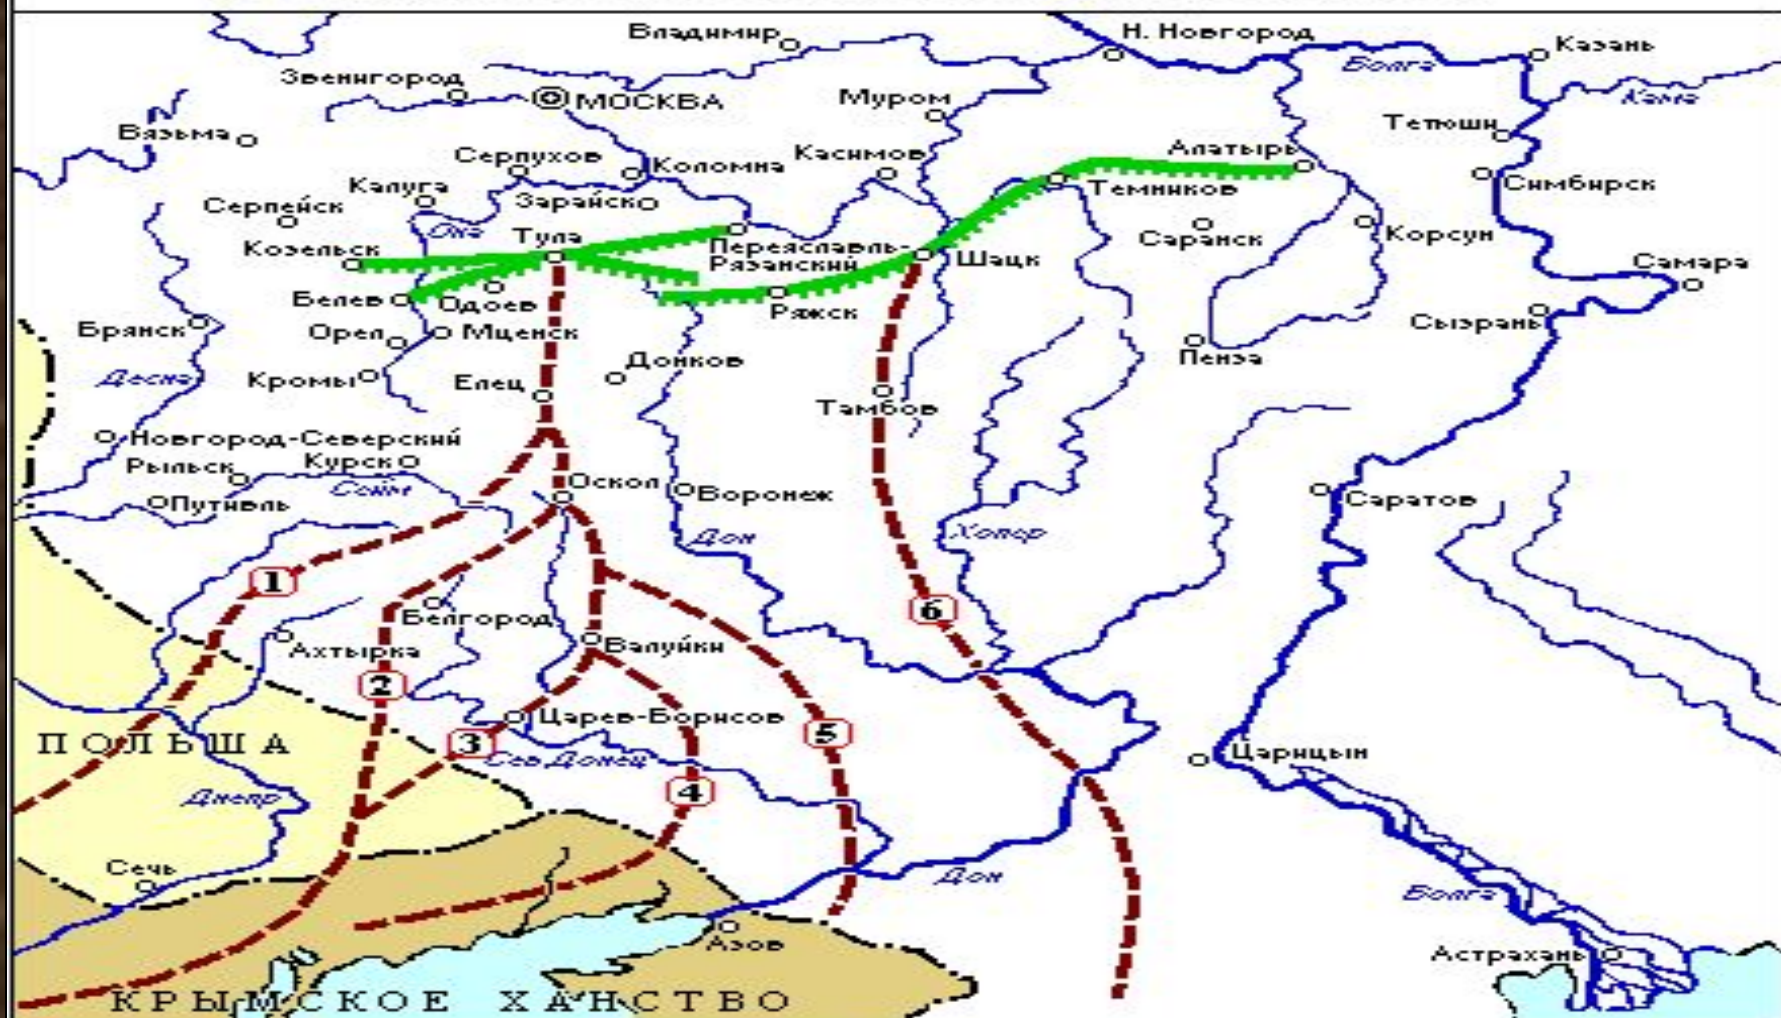 Владимир
Н. Новгород
Казань
Волга
Звенигород
МОСКВА
Муром
Кама
Вязьма
Тетюши
Серпухов
Коломна
Касимов
Алатырь
Калуга
Темников
Симбирск
Серпейск
Зарайск
Ока
Козельск
Тула
Переяславль-
Рязанский
Шацк
Саранск
Корсун
Самара
Белев
Одоев
Ряжск
Сызрань
Брянск
Орел
Мценск
Пенза
Десна
Кромы
Елец
Донков
Тамбов
Новгород-Северский
Рыльск
Курск
Сейм
Путивль
Оскол
Воронеж
Саратов
Дон
Хопер
1
Белгород
6
Ахтырка
Валуйки
2
Царев-Борисов
5
ПОЛЬША
3
Сев Донец
Царицын
4
Днепр
Сечь
Дон
Волга
Азов
Астрахань
КРЫМСКОЕ ХАНСТВО